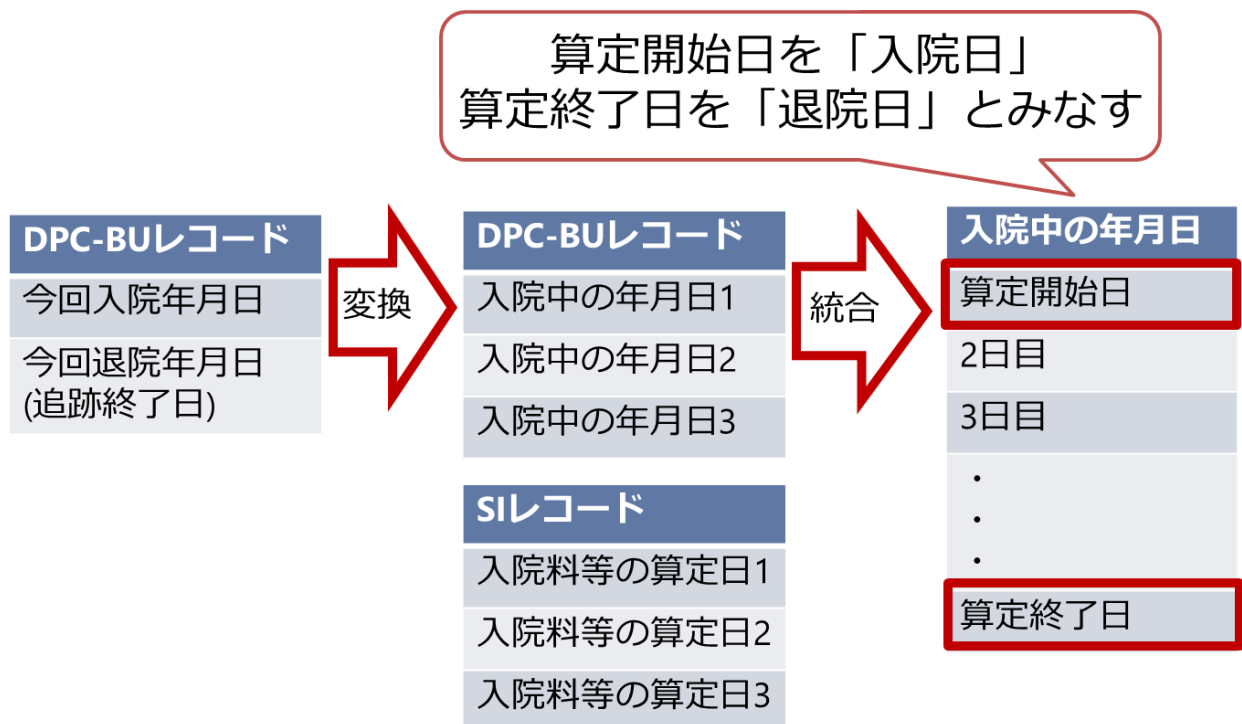 算定開始日を「入院日」
算定終了日を「退院日」とみなす
DPC-BUレコード
今回入院年月日
今回退院年月日
(追跡終了日)
変換
DPC-BUレコード
入院中の年月日1
入院中の年月日2
入院中の年月日3
SIレコード
入院料等の算定日1
入院料等の算定日2
入院料等の算定日3
統合
入院中の年月日
算定開始日
2日目
3日目
・
・
・
算定終了日